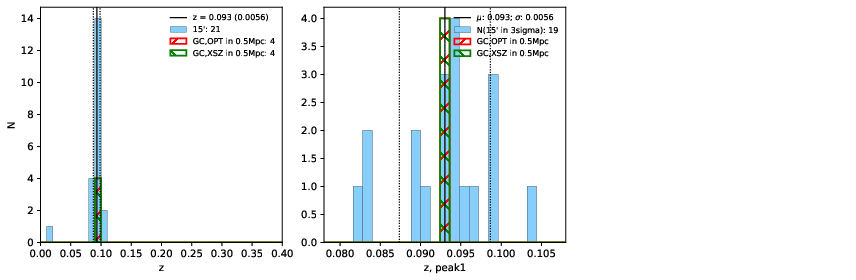 z = 0.093 (0.0056)
15': 21
GC,OPT in 0.5Mpc: 4
GC,XSZ in 0.5Mpc: 4
14
12
10
8
6
4
2
0
N
0.00 0.05 0.10 0.15 0.20 0.25 0.30 0.35 0.40
z
μ: 0.093; σ: 0.0056
N(15' in 3sigma): 19
GC,OPT in 0.5Mpc
GC,XSZ in 0.5Mpc
4.0
3.5
3.0
2.5
2.0
1.5
1.0
0.5
0.0
0.080 0.085 0.090 0.095 0.100 0.105
z, peak1